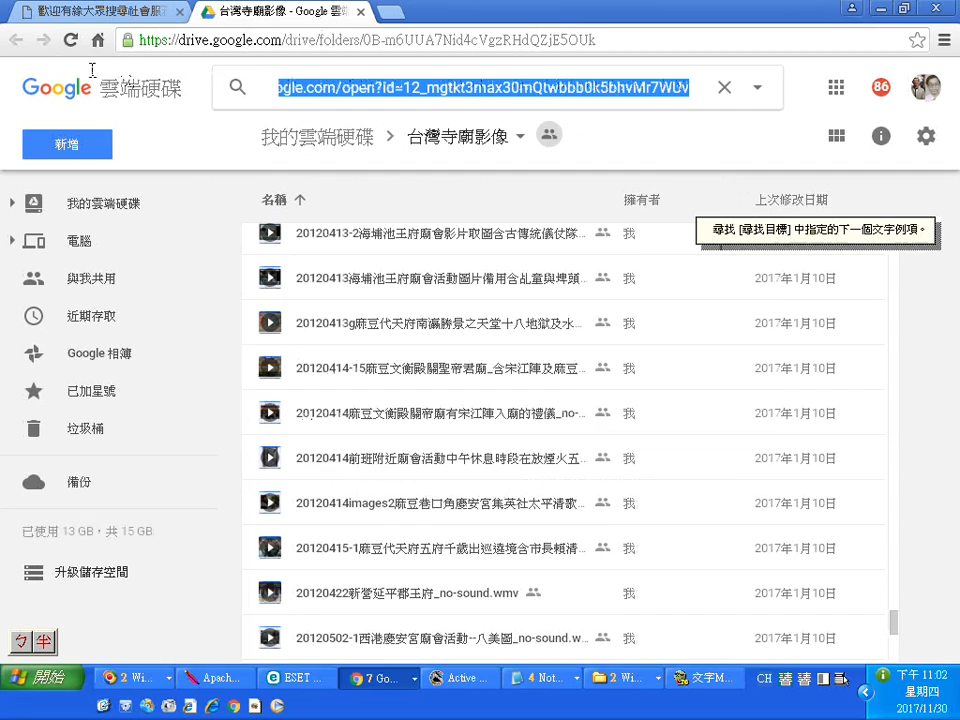 歡迎有緣大眾搜尋社會服
台灣寺廟影像 - Google 雲
https://drive.google.com/drive/folders/0B-m6UUA7Nid4cVgzRHdQZjE5OUk
Google 雲端硬碟
86
新增
我的雲端硬碟
台灣寺廟影像
名稱
擁有者
上次修改日期
尋找 [尋找目標] 中指定的下一個文字例項。
我的雲端硬碟
電腦
與我共用
近期存取
Google 相簿
已加星號
垃圾桶
備份
已使用 13 GB，共 15 GB
升級儲存空間
20120413-2海埔池王府廟會影片取圖含古傳統儀仗隊... 我
20120413海埔池王府廟會活動圖片備用含乩童與埤頭... 我 2017年1月10日
20120413g麻豆代天府南瀛勝景之天堂十八地獄及水... 我 2017年1月10日
20120414-15麻豆文衡殿關聖帝君廟_含宋江陣及麻豆... 我 2017年1月10日
20120414麻豆文衡殿關帝廟有宋江陣入廟的禮儀_no-... 我 2017年1月10日
20120414前班附近廟會活動中午休息時段在放煙火五... 我 2017年1月10日
20120414images2麻豆巷口角慶安宮集英社太平清歌... 我 2017年1月10日
20120415-1麻豆代天府五府千歲出巡遶境含市長賴清... 我 2017年1月10日
20120422新營延平郡王府_no-sound.wmv 我 2017年1月10日
20120502-1西港慶安宮廟會活動--八美圖_no-sound.w... 我 2017年1月10日
ㄅ 半
開始
2 Wi...
Apach...
ESET ...
7 Go...
Active ...
4 Not...
2 Wi...
文字M...
CH
下午 11:02
星期四
2017/11/30